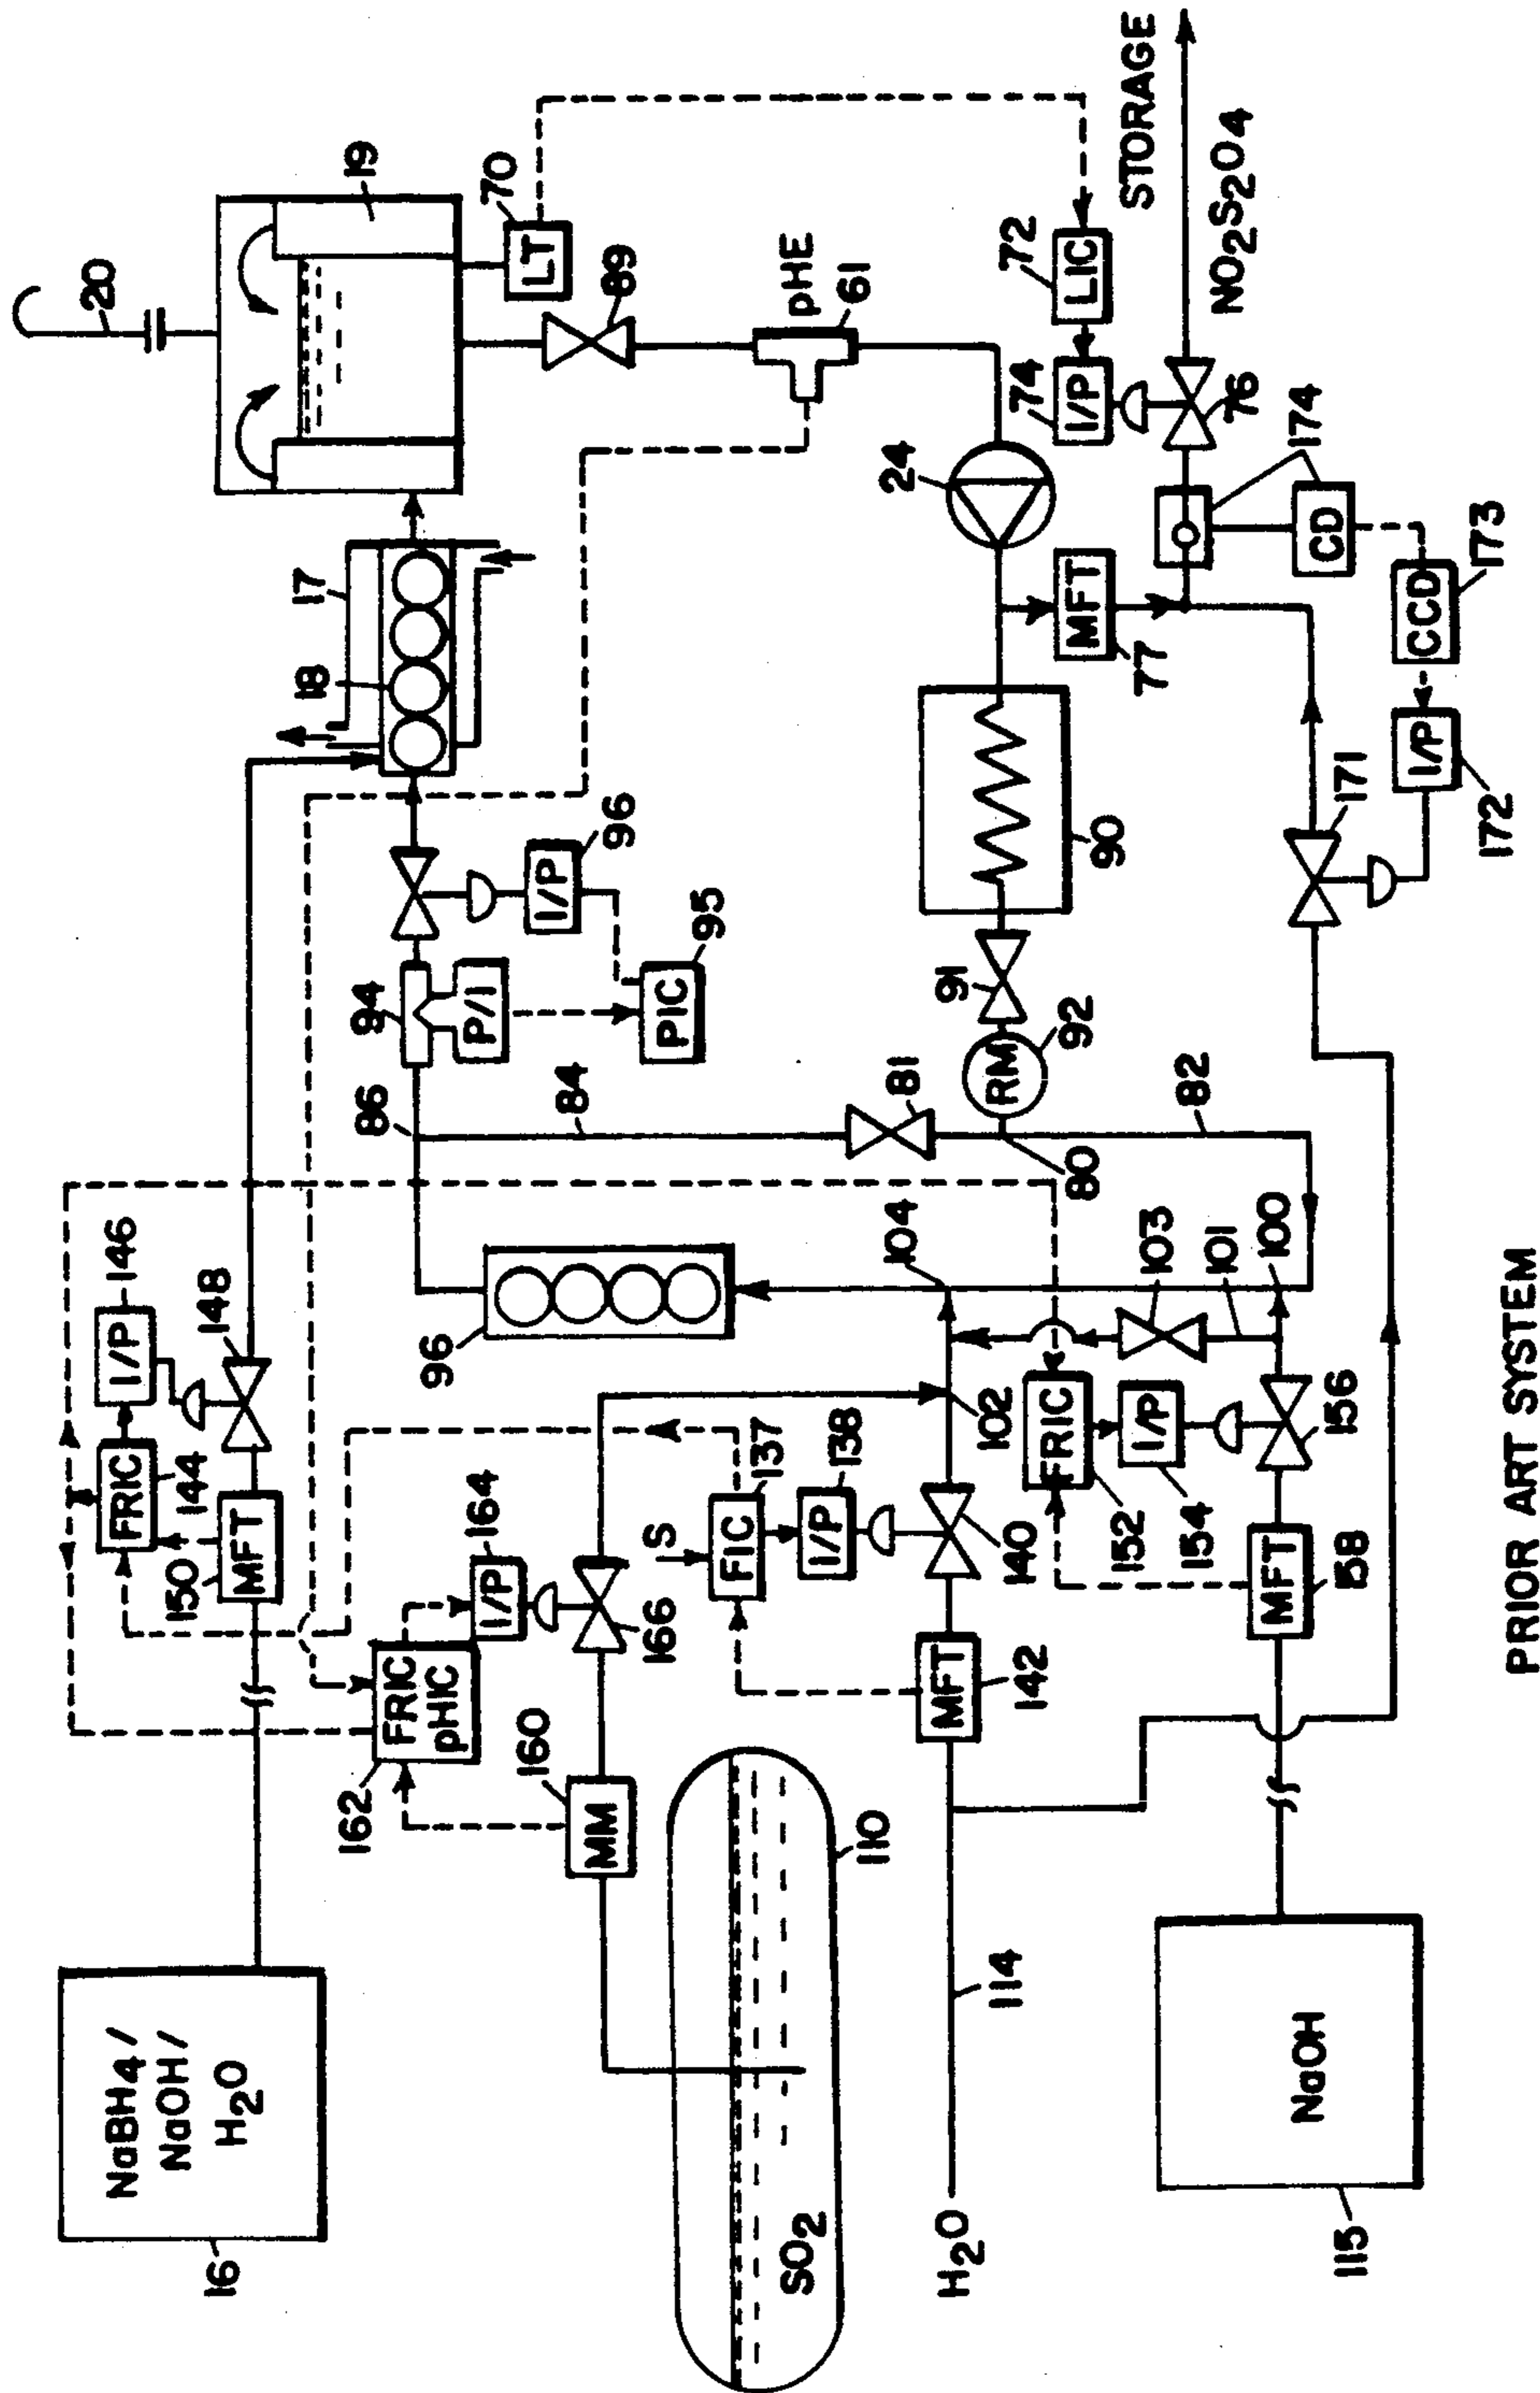 NaBH4/
NaOH/
H2O
16
FRIC
144
I/P
146
148
MFT
150
FRIC
pHIC
162
I/P
164
166
MM
160
SO2
110
S
FIC
137
I/P
138
140
MFT
142
H2O
114
102
104
96
86
84
94
P/I
PIC
95
I/P
96
17
18
19
20
LT
70
89
pHE
61
24
LIC
72
I/P
74
76
STORAGE
NO2S2O4
174
CD
CCD
173
I/P
172
171
MFT
77
90
91
RM
92
81
80
82
103
101
100
FRIC
152
I/P
154
156
MFT
158
NaOH
115
PRIOR ART SYSTEM